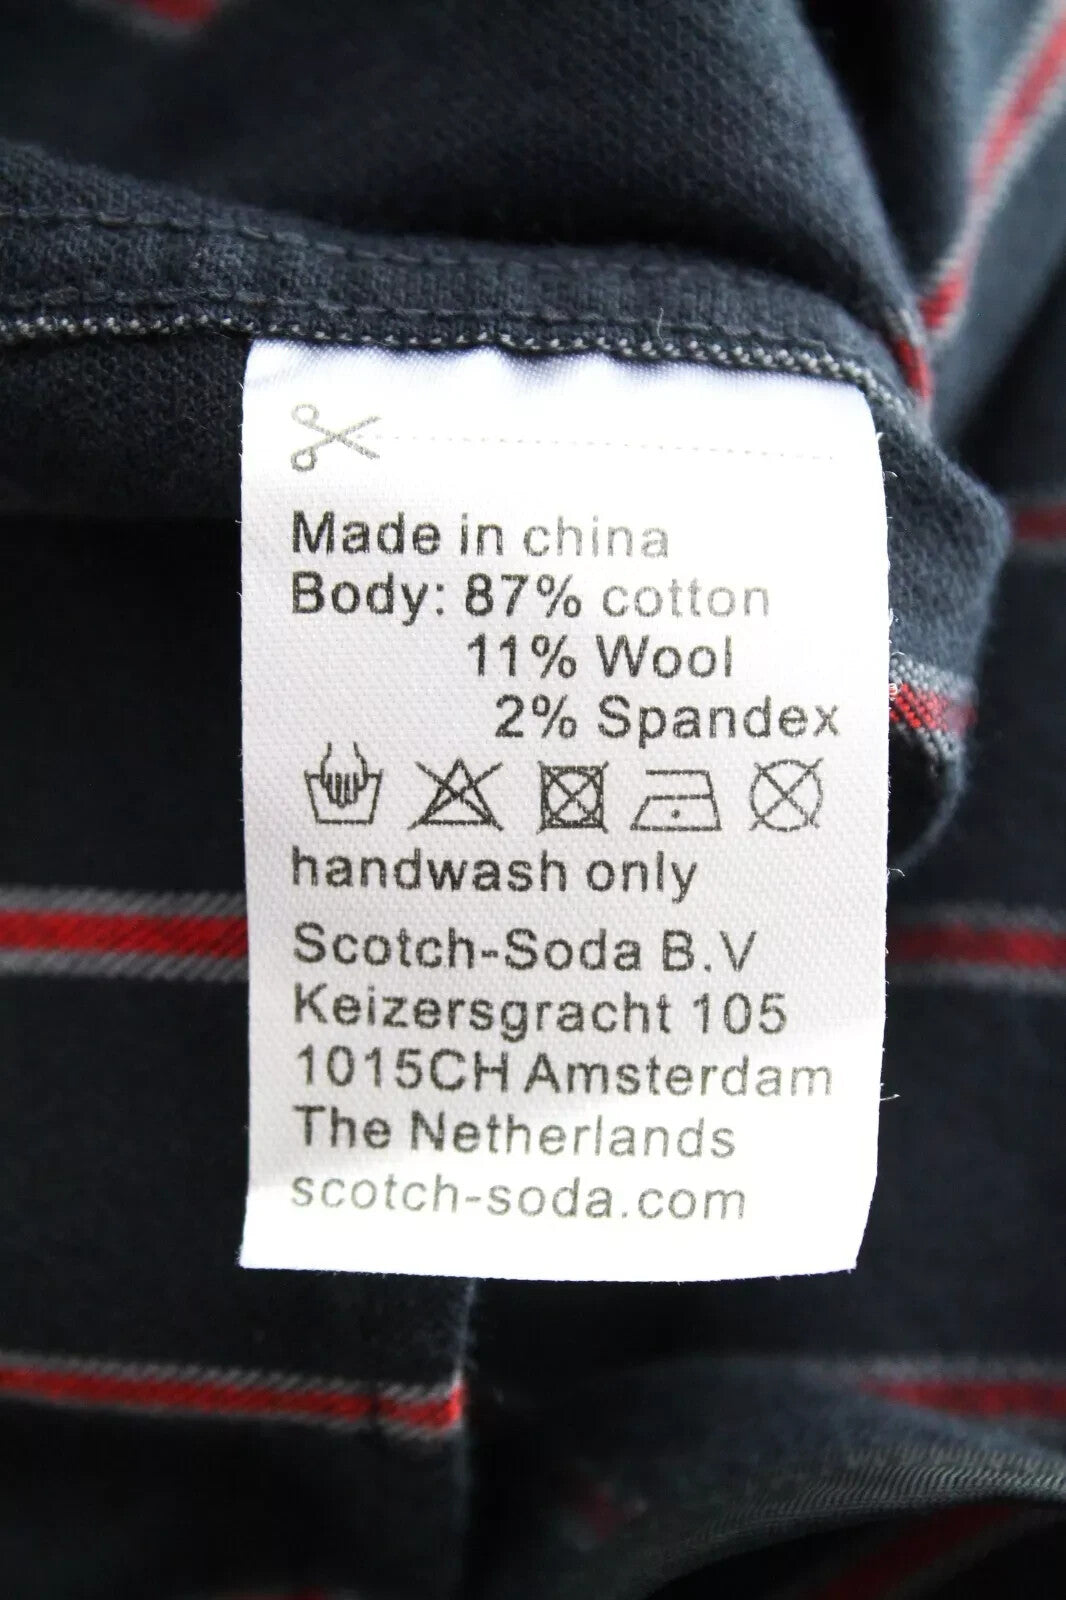 Made in china
Body: 87% cotton
11% Wool
2% Spandex
handwash only
Scotch-Soda B.V
Keizersgracht 105
1015CH Amsterdam
The Netherlands
scotch-soda.com